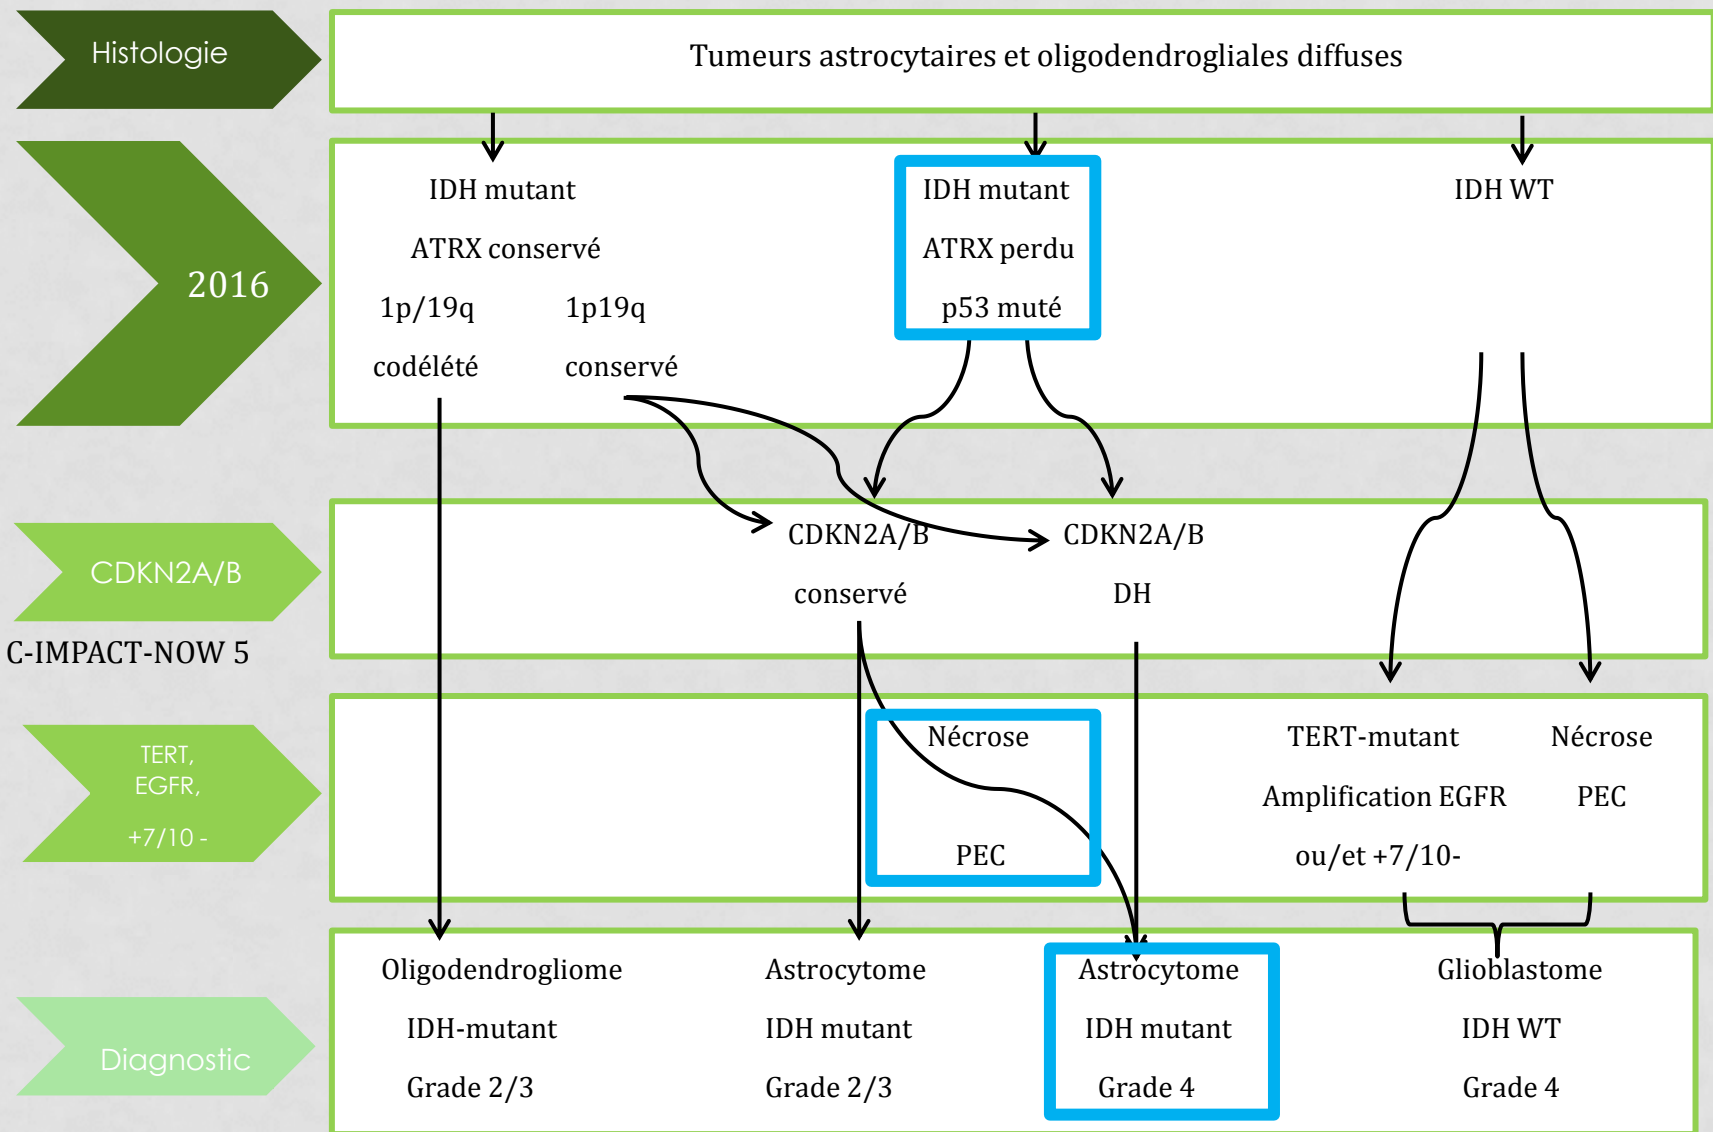 Histologie
Tumeurs astrocytaires et oligodendrogliales diffuses
2016
IDH mutant
ATRX conservé
1p/19q
codélété
1p19q
conservé
IDH mutant
ATRX perdu
p53 muté
IDH WT
CDKN2A/B
C-IMPACT-NOW 5
CDKN2A/B
conservé
CDKN2A/B
DH
TERT,
EGFR,
+7/10 -
Nécrose
PEC
TERT-mutant
Amplification EGFR
ou/et +7/10-
Nécrose
PEC
Diagnostic
Oligodendrogliome
IDH-mutant
Grade 2/3
Astrocytome
IDH mutant
Grade 2/3
Astrocytome
IDH mutant
Grade 4
Glioblastome
IDH WT
Grade 4